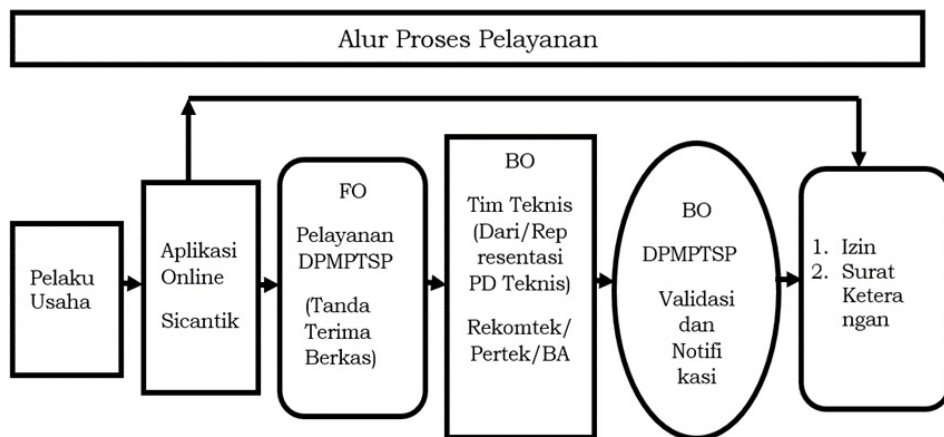 Alur Proses Pelayanan
Pelaku
Usaha
Aplikasi
Online
Sicantik
FO
Pelayanan
DPMPTSP
(Tanda
Terima
Berkas)
BO
Tim Teknis
(Dari/Rep
resentasi
PD Teknis)
Rekomtek/
Pertek/BA
BO
DPMPTSP
Validasi
dan
Notifi
kasi
1. Izin
2. Surat
Ketera
ngan